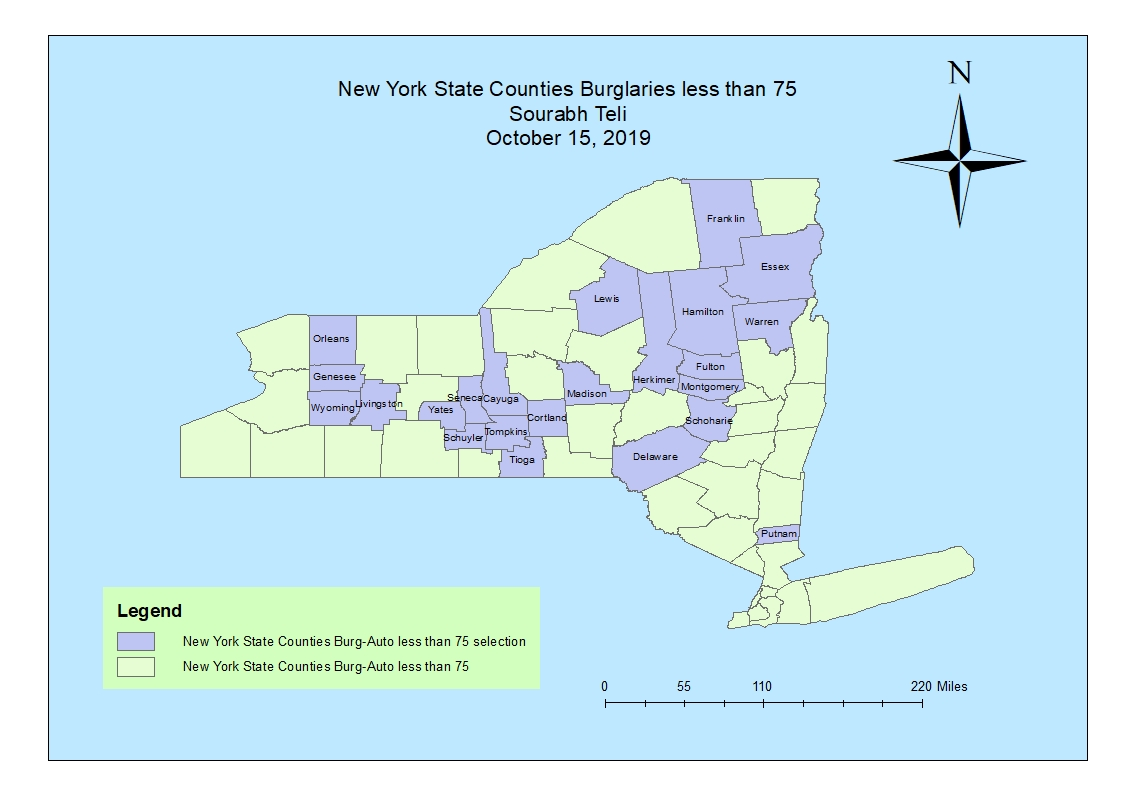 New York State Counties Burglaries less than 75
Sourabh Teli
October 15, 2019
N
Franklin
Essex
Lewis
Hamilton
Warren
Orleans
Fulton
Genesee
Herkimer
Montgomery
Madison
Seneca
Cayuga
Livingston
Wyoming
Yates
Cortland
Schoharie
Tompkins
Schuyler
Delaware
Tioga
Putnam
Legend
New York State Counties Burg-Auto less than 75 selection
New York State Counties Burg-Auto less than 75
0 55 110 220 Miles